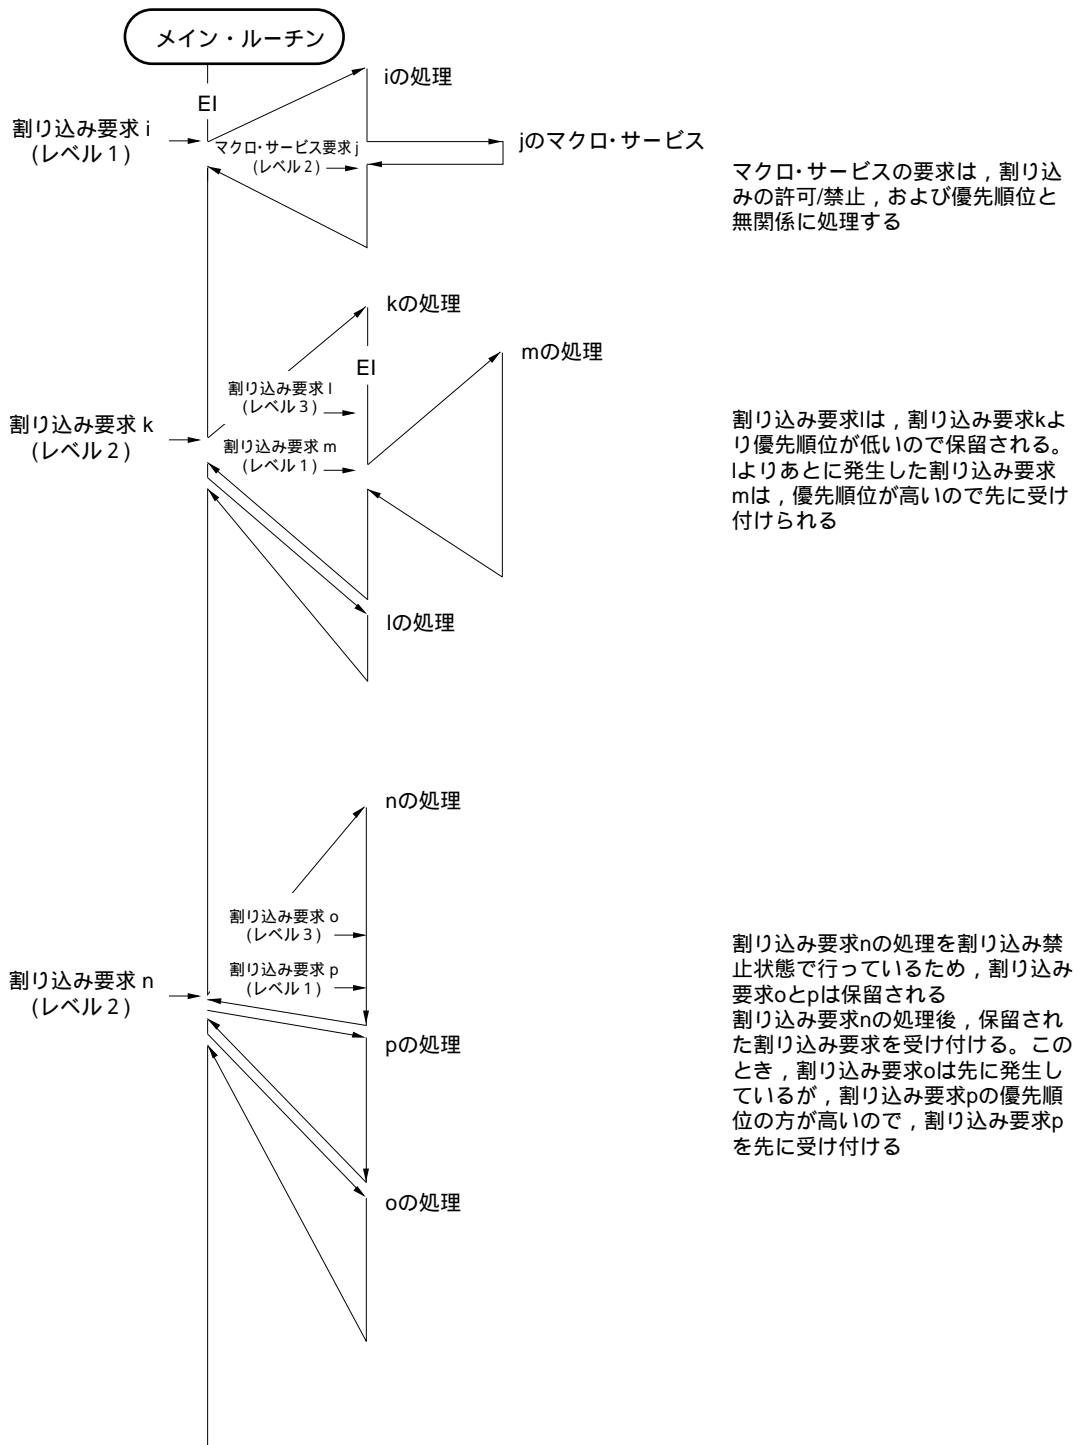 メイン・ルーチン
iの処理
EI
割り込み要求 i
(レベル 1 )
マクロ・サービス要求 j
(レベル 2 )
jのマクロ・サービス
マクロ・サービスの要求は，割り込
みの許可/禁止，および優先順位と
無関係に処理する
kの処理
mの処理
EI
割り込み要求 l
(レベル 3 )
割り込み要求 k
(レベル 2 )
割り込み要求 m
(レベル 1 )
割り込み要求lは，割り込み要求kよ
り優先順位が低いので保留される。
lよりあとに発生した割り込み要求
mは，優先順位が高いので先に受け
付けられる
lの処理
nの処理
割り込み要求 o
(レベル 3 )
割り込み要求 p
(レベル 1 )
割り込み要求 n
(レベル 2 )
pの処理
割り込み要求nの処理を割り込み禁
止状態で行っているため，割り込み
要求oとpは保留される
割り込み要求nの処理後，保留され
た割り込み要求を受け付ける。この
とき，割り込み要求oは先に発生し
ているが，割り込み要求pの優先順
位の方が高いので，割り込み要求p
を先に受け付ける
oの処理